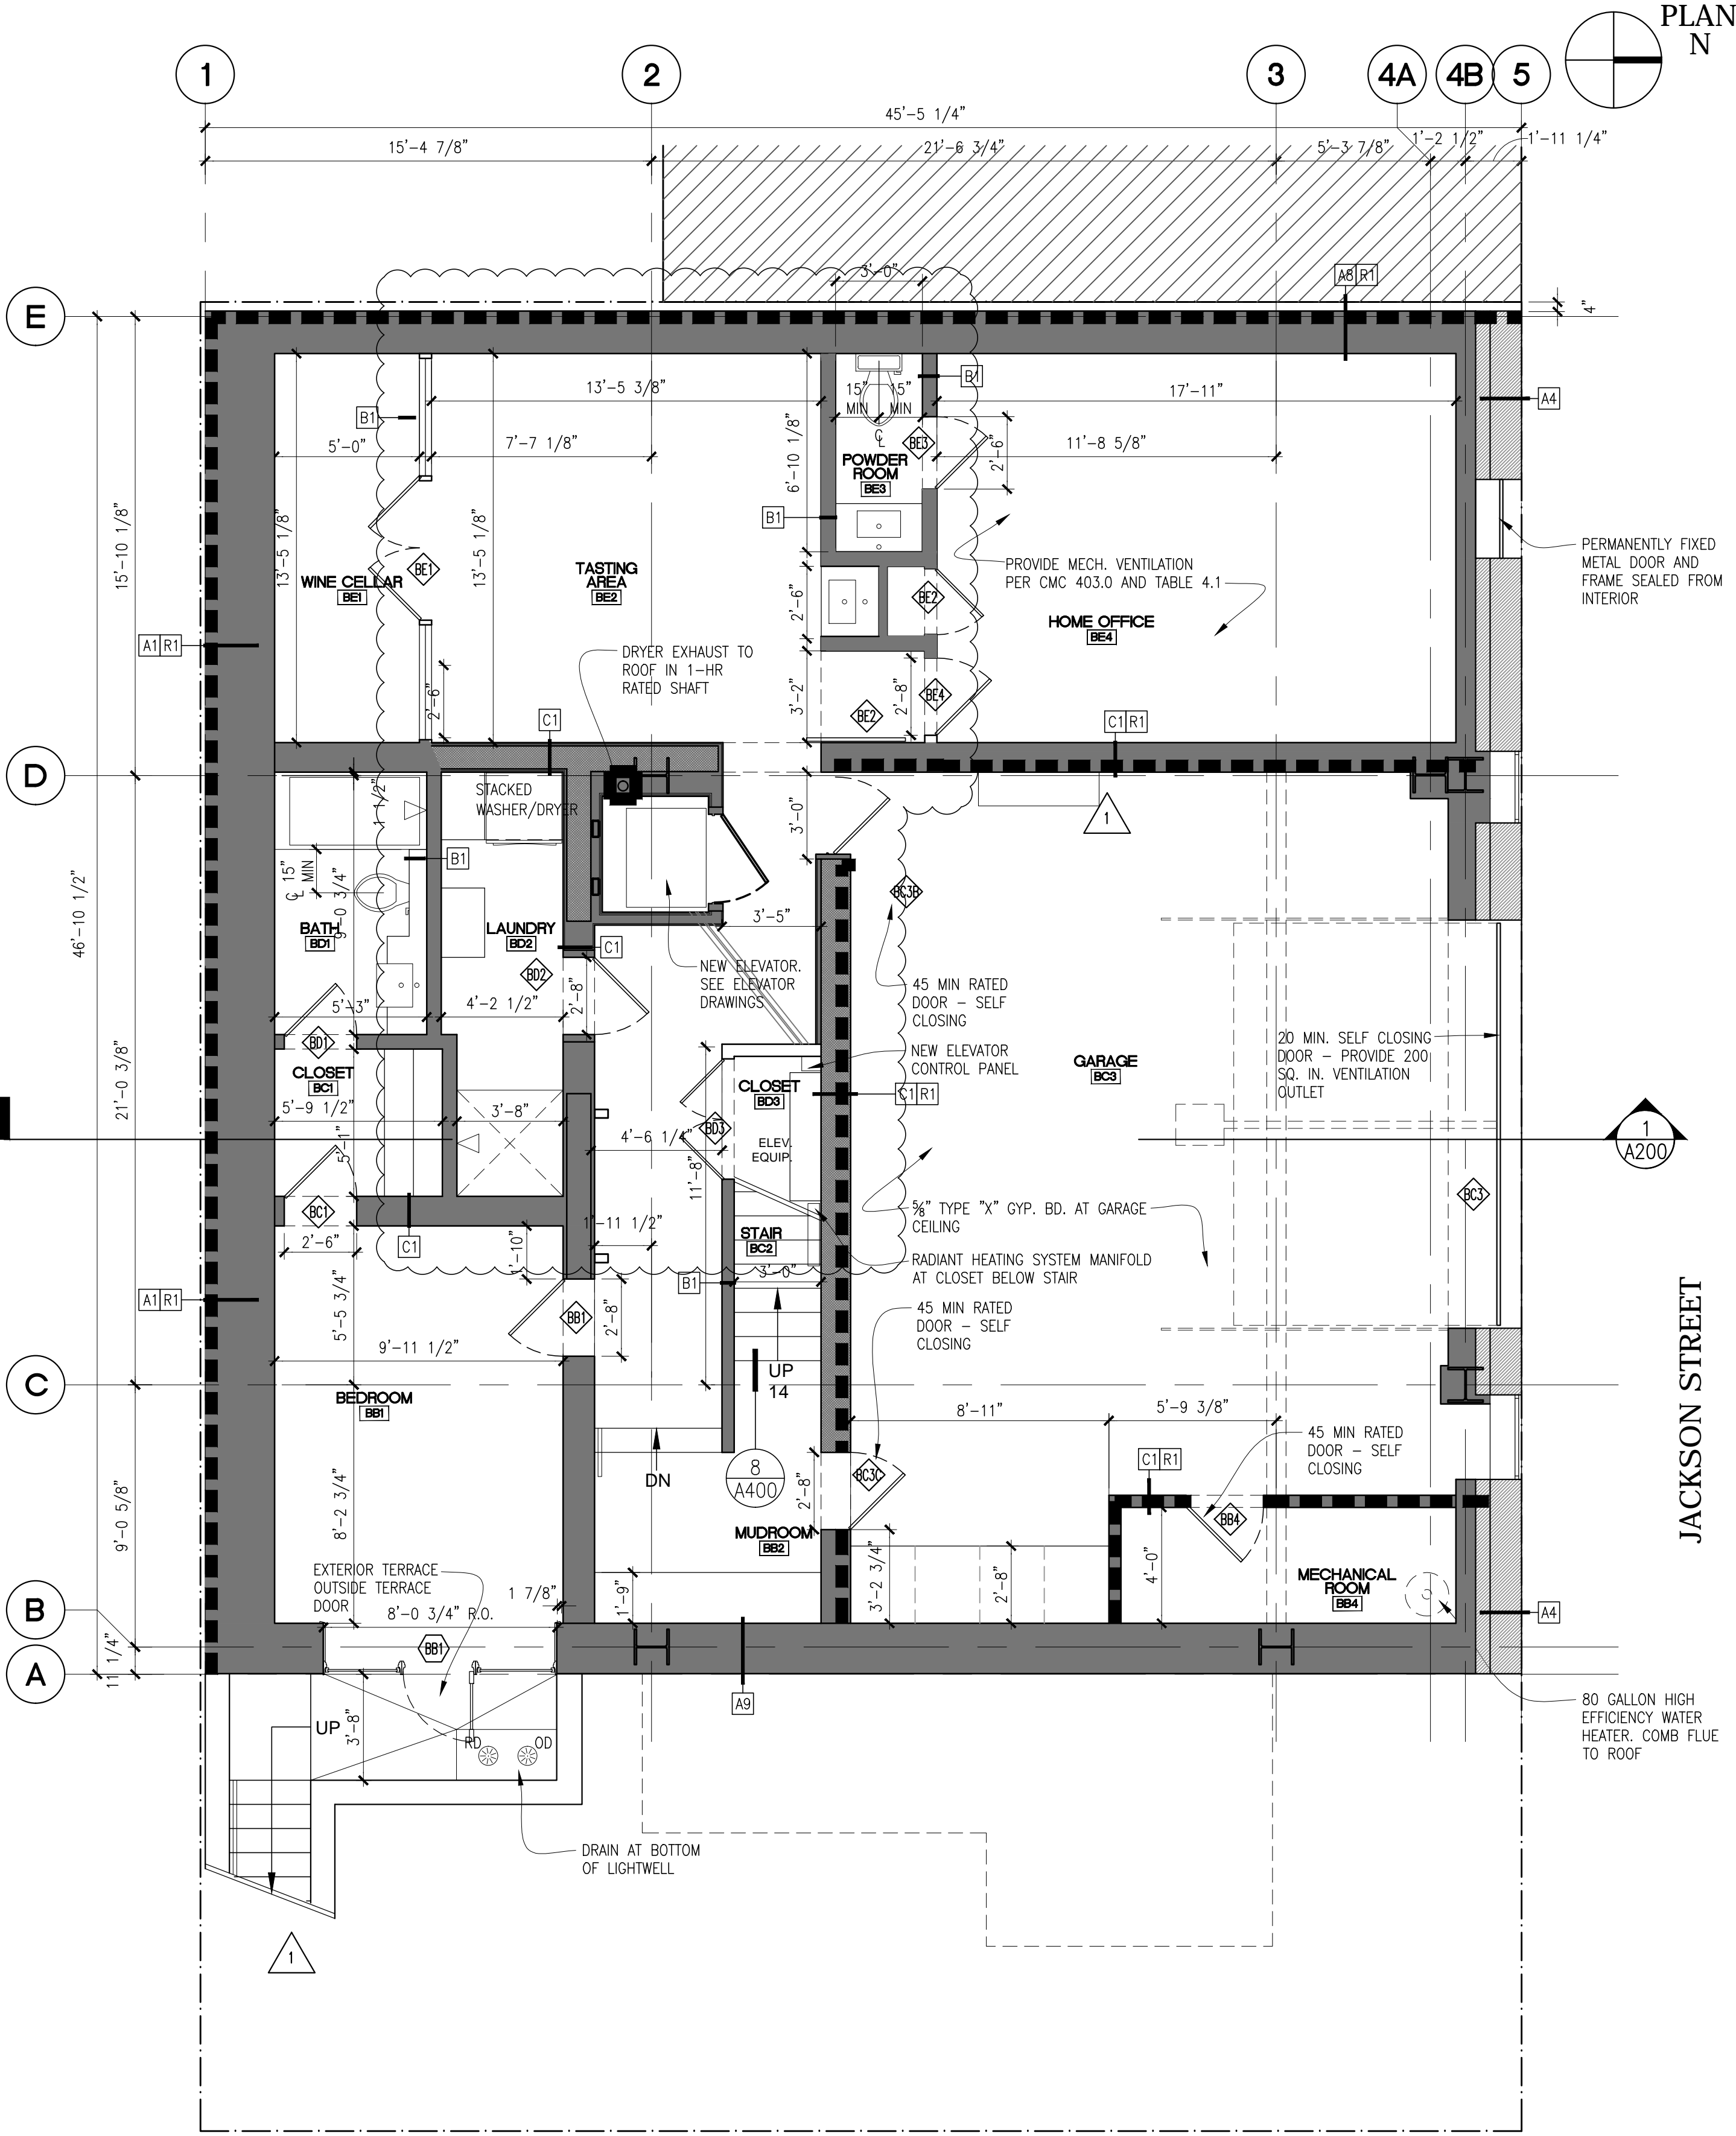 PLAN
N
1
2
3
4A
4B
5
45'-5 1/4"
15'-4 7/8"
21'-6 3/4"
5'-3 7/8"
1'-2 1/2"
1'-11 1/4"
3'-0"
A8 R1
E
4"
13'-5 3/8"
15"
MIN
15"
MIN
B1
17'-11"
A4
B1
5'-0"
7'-7 1/8"
6'-10 1/8"
C L
BE3
2'-6"
11'-8 5/8"
POWDER
ROOM
BE3
B1
15'-10 1/8"
13'-5 1/8"
13'-5 1/8"
PERMANENTLY FIXED
METAL DOOR AND
FRAME SEALED FROM
INTERIOR
PROVIDE MECH. VENTILATION
PER CMC 403.0 AND TABLE 4.1
WINE CELLAR
BE1
BE1
TASTING
AREA
BE2
2'-6"
BE2
HOME OFFICE
BE4
A1 R1
DRYER EXHAUST TO
ROOF IN 1-HR
RATED SHAFT
2'-6"
3'-2"
2'-8"
BE4
BE2
C1
C1 R1
D
1 1/2"
STACKED
WASHER/DRYER
3'-0"
1
46'-10 1/2"
C L 15"
MIN
9'-0 3/4"
B1
BC3B
BATH
BD1
LAUNDRY
BD2
3'-5"
C1
BD2
NEW ELEVATOR.
SEE ELEVATOR
DRAWINGS
45 MIN RATED
DOOR - SELF
CLOSING
5'-3"
4'-2 1/2"
2'-8"
BD1
NEW ELEVATOR
CONTROL PANEL
GARAGE
BC3
20 MIN. SELF CLOSING
DOOR - PROVIDE 200
SQ. IN. VENTILATION
OUTLET
CLOSET
BC1
CLOSET
BD3
C1 R1
21'-0 3/8"
5'-9 1/2"
3'-8"
4'-6 1/4"
BD3
ELEV.
EQUIP.
1
A200
5'-1"
11'-8"
BC3
BC1
⅝" TYPE "X" GYP. BD. AT GARAGE
CEILING
2'-6"
C1
1'-10"
1'-11 1/2"
STAIR
BC2
RADIANT HEATING SYSTEM MANIFOLD
AT CLOSET BELOW STAIR
A1 R1
5'-5 3/4"
B1
3'-0"
BB1
2'-8"
45 MIN RATED
DOOR - SELF
CLOSING
9'-11 1/2"
JACKSON STREET
C
UP
14
BEDROOM
BB1
8'-11"
5'-9 3/8"
45 MIN RATED
DOOR - SELF
CLOSING
C1 R1
8
A400
DN
BC3C
8'-2 3/4"
2'-8"
9'-0 5/8"
BB4
MUDROOM
BB2
EXTERIOR TERRACE
OUTSIDE TERRACE
DOOR
1 7/8"
1'-9"
3'-2 3/4"
2'-8"
4'-0"
MECHANICAL
ROOM
BB4
B
8'-0 3/4" R.O.
A4
BB1
A
11 1/4"
A9
UP
3'-8"
RD
OD
80 GALLON HIGH
EFFICIENCY WATER
HEATER. COMB FLUE
TO ROOF
DRAIN AT BOTTOM
OF LIGHTWELL
1